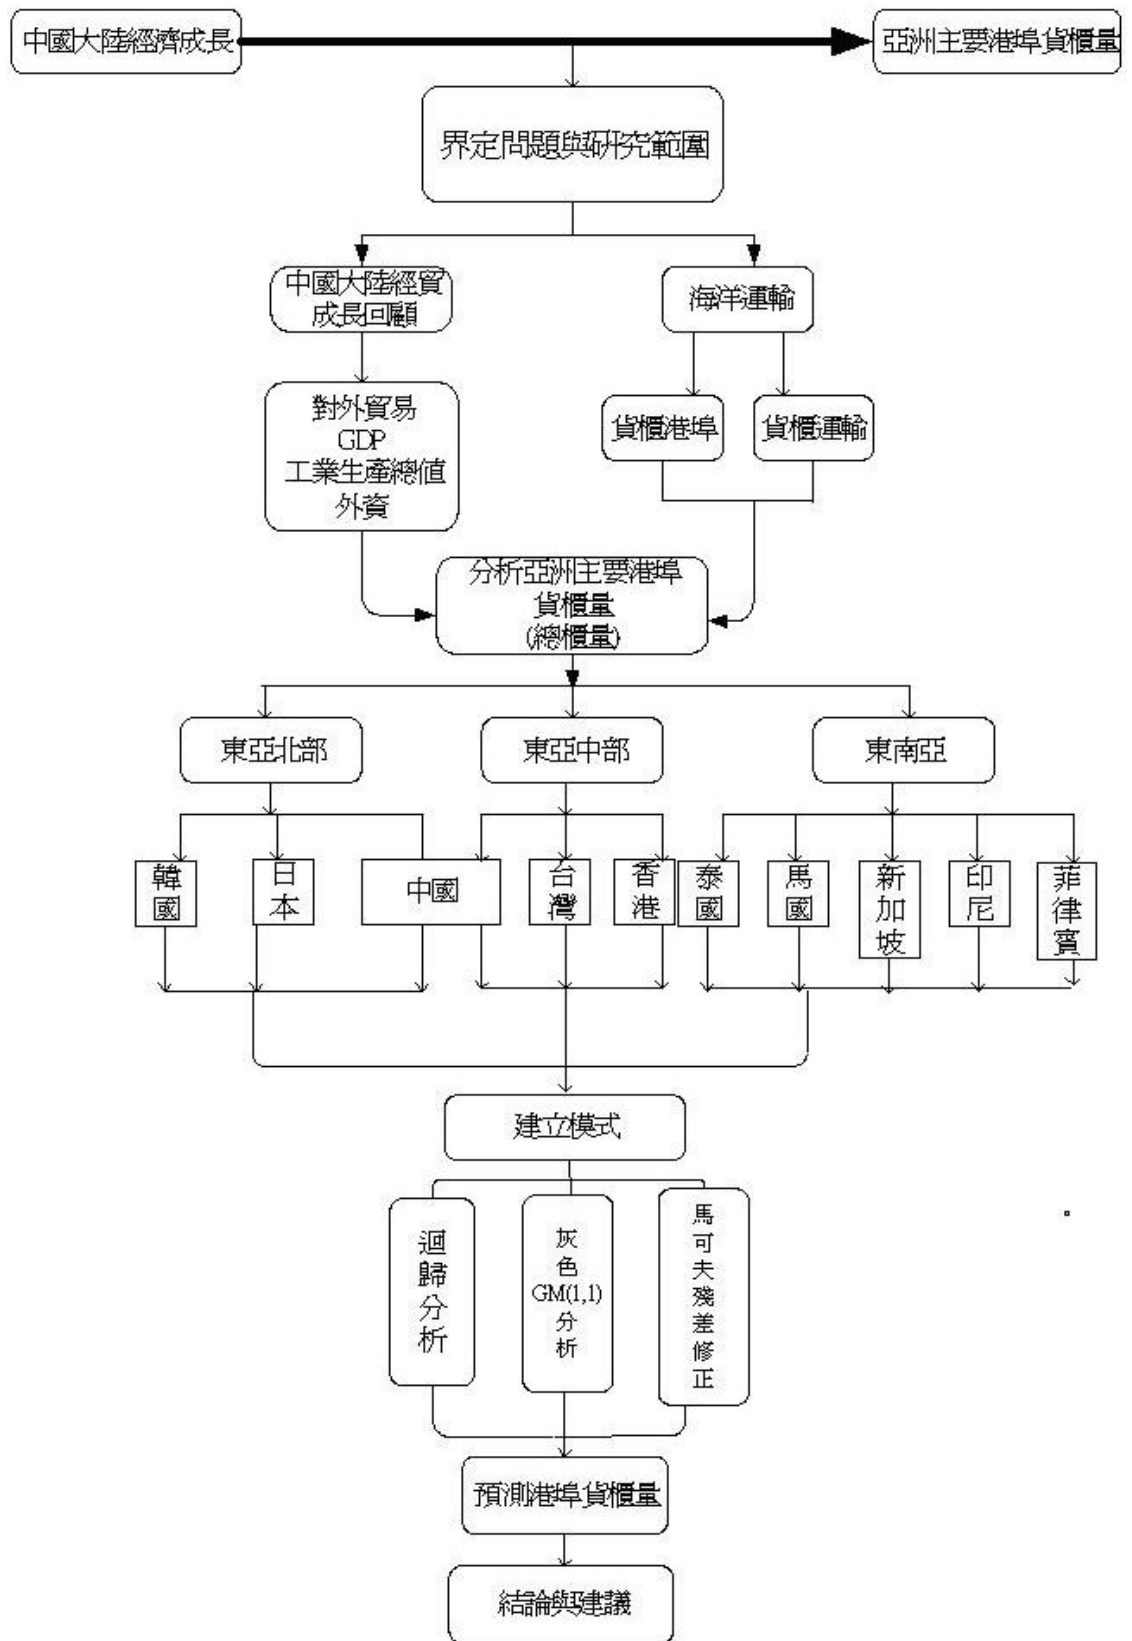 中國大陸經濟成長
亞洲主要港埠貨櫃量
界定問題與研究範圍
中國大陸經貿
成長回顧
海洋運輸
對外貿易
GDP
工業生產總值
外資
貨櫃港埠
貨櫃運輸
分析亞洲主要港埠
貨櫃量
(總櫃量)
東亞北部
東亞中部
東南亞
韓國
日本
中國
台灣
香港
泰國
馬國
新加坡
印尼
菲律賓
建立模式
迴歸分析
灰色
GM(1,1)
分析
馬可夫殘差修正
預測港埠貨櫃量
結論與建議